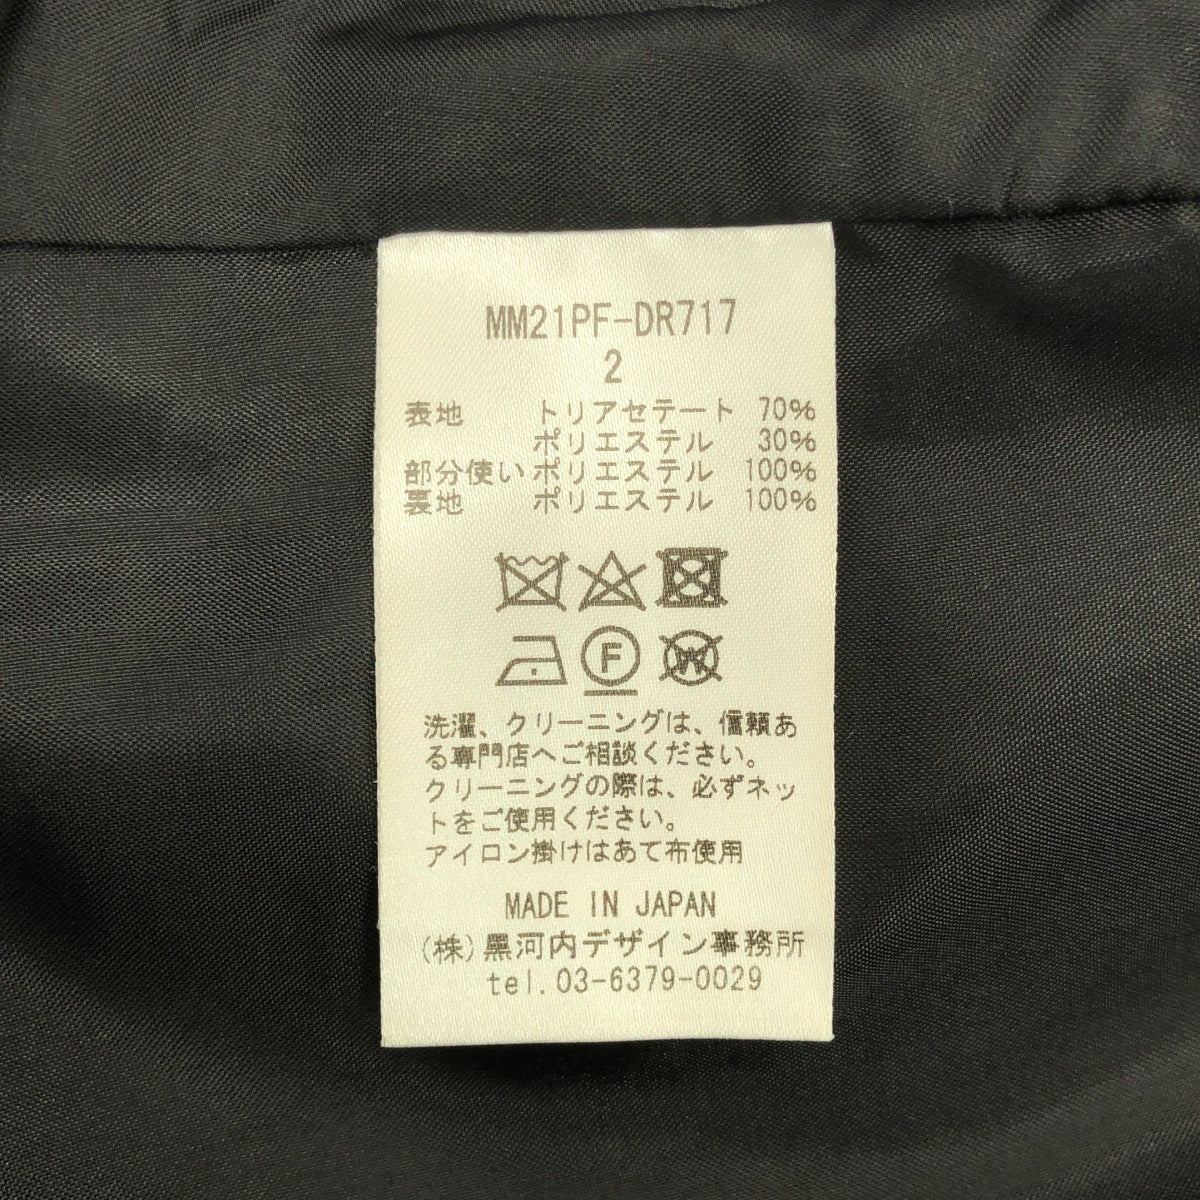 MM21PF-DR717
2
表地 トリアセテート 70%
ポリエステル 30%
部分使い ポリエステル 100%
裏地 ポリエステル 100%
F
W
洗濯、クリーニングは、信頼あ
る専門店へご相談ください。
クリーニングの際は、必ずネッ
トをご使用ください。
アイロン掛けはあて布使用
MADE IN JAPAN
(株)黒河内デザイン事務所
tel.03-6379-0029